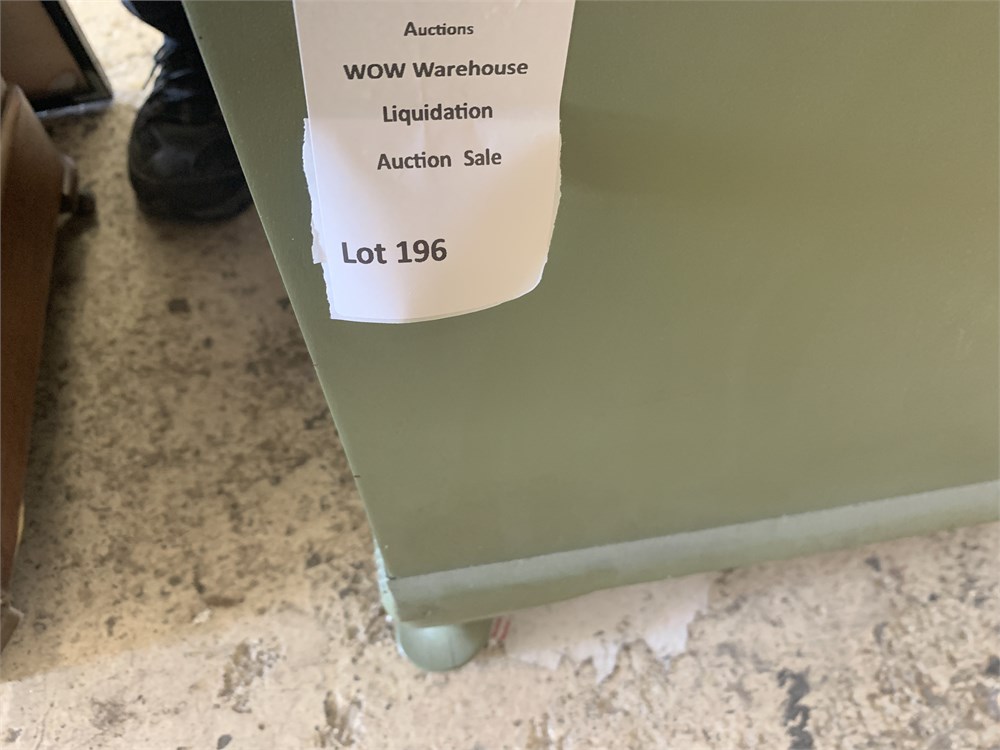 Auctions
WOW Warehouse
Liquidation
Auction Sale
Lot 196